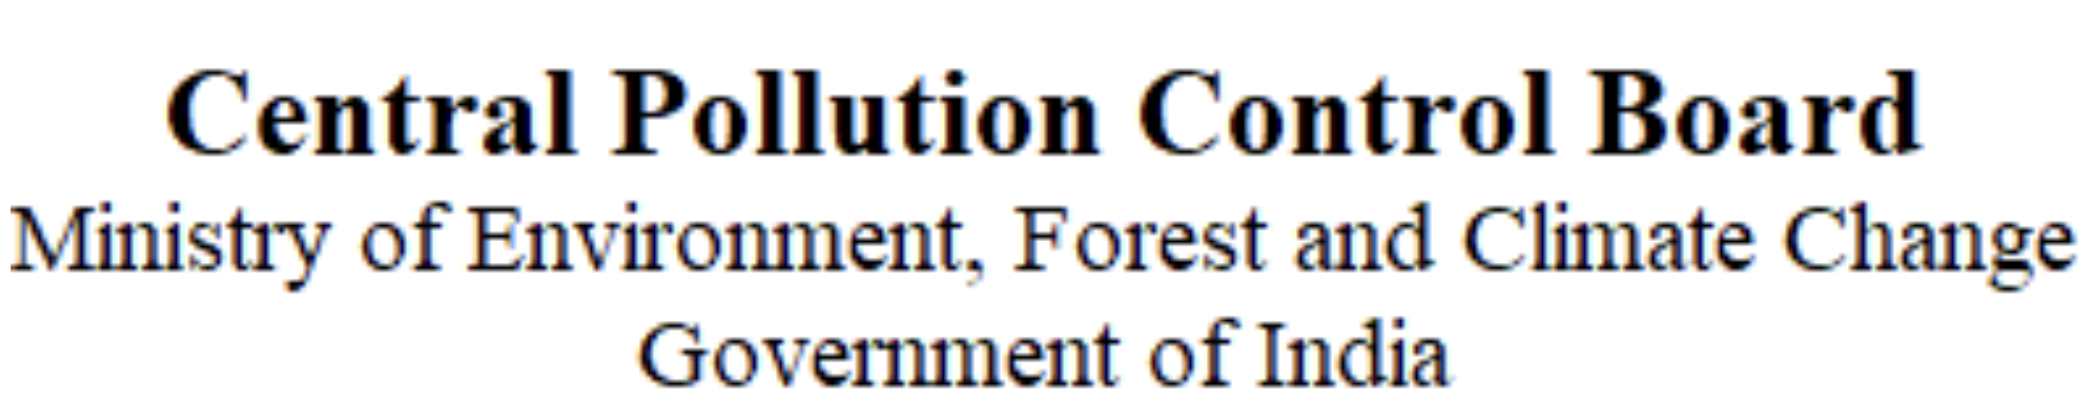 Central Pollution Control Board
Ministry of Environment, Forest and Climate Change
Government of India